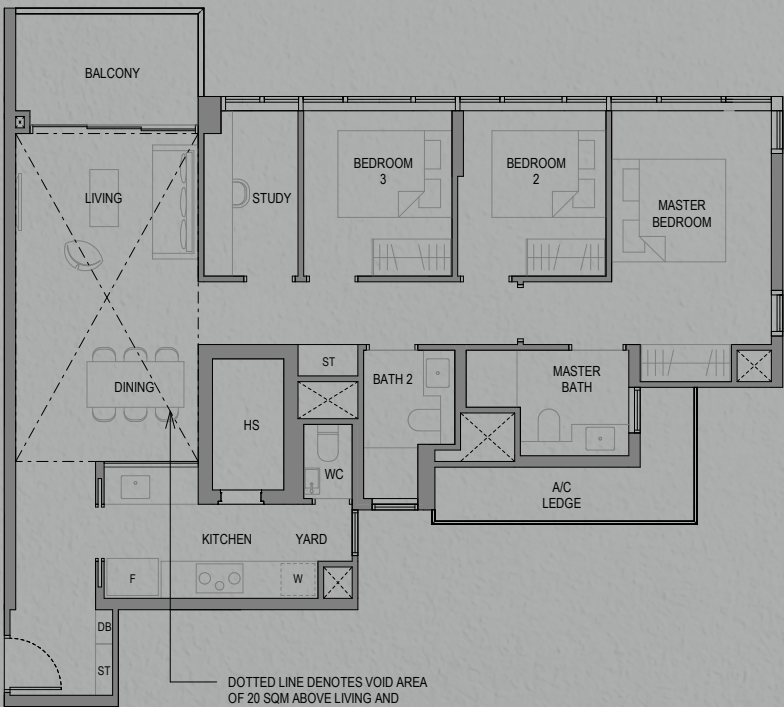 BALCONY
LIVING
STUDY
BEDROOM
3
BEDROOM
2
MASTER
BEDROOM
DINING
HS
ST
BATH 2
MASTER
BATH
WC
A/C
LEDGE
KITCHEN
YARD
F
W
DB
ST
DOTTED LINE DENOTES VOID AREA
OF 20 SQM ABOVE LIVING AND